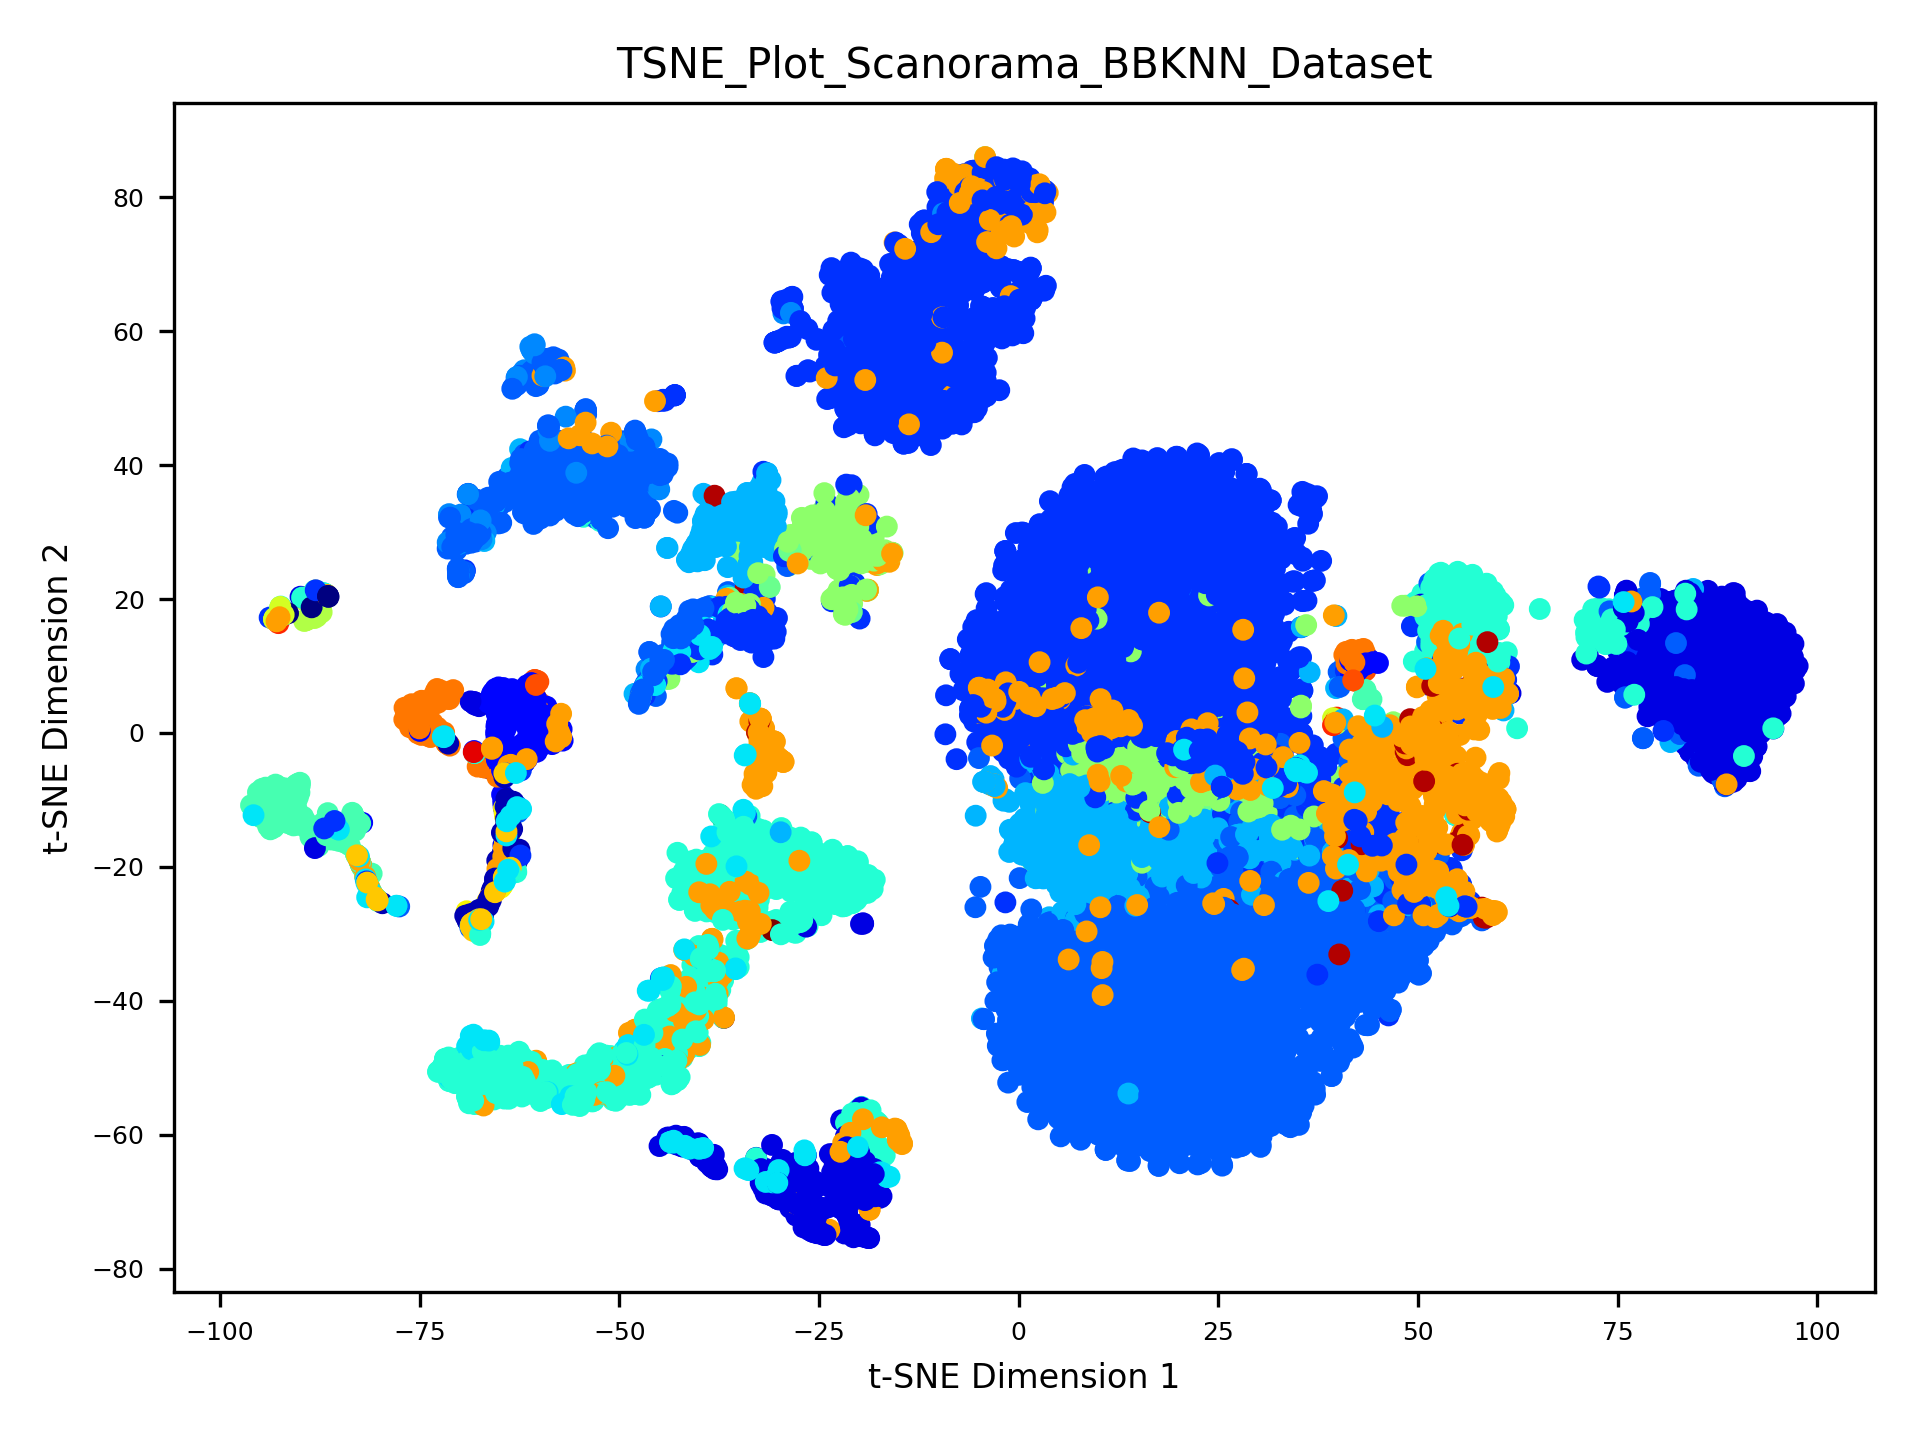 TSNE_Plot_Scanorama_BBKNN_Dataset
t-SNE Dimension 2
80
60
40
20
0
−20
−40
−60
−80
−100 −75 −50 −25 0 25 50 75 100
t-SNE Dimension 1